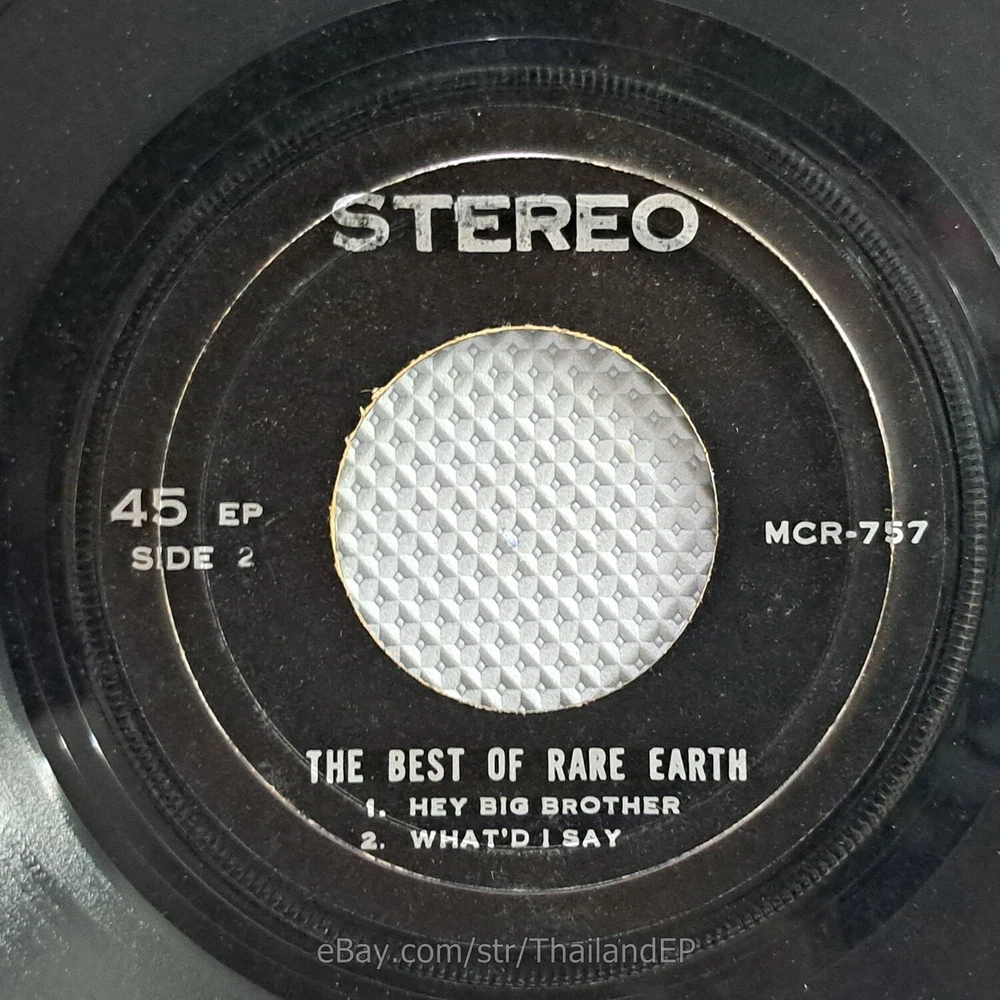 STEREO
45 EP
SIDE 2
MCR-757
THE BEST OF RARE EARTH
1. HEY BIG BROTHER
2. WHAT'D I SAY
eBay.com/str/ThailandEP